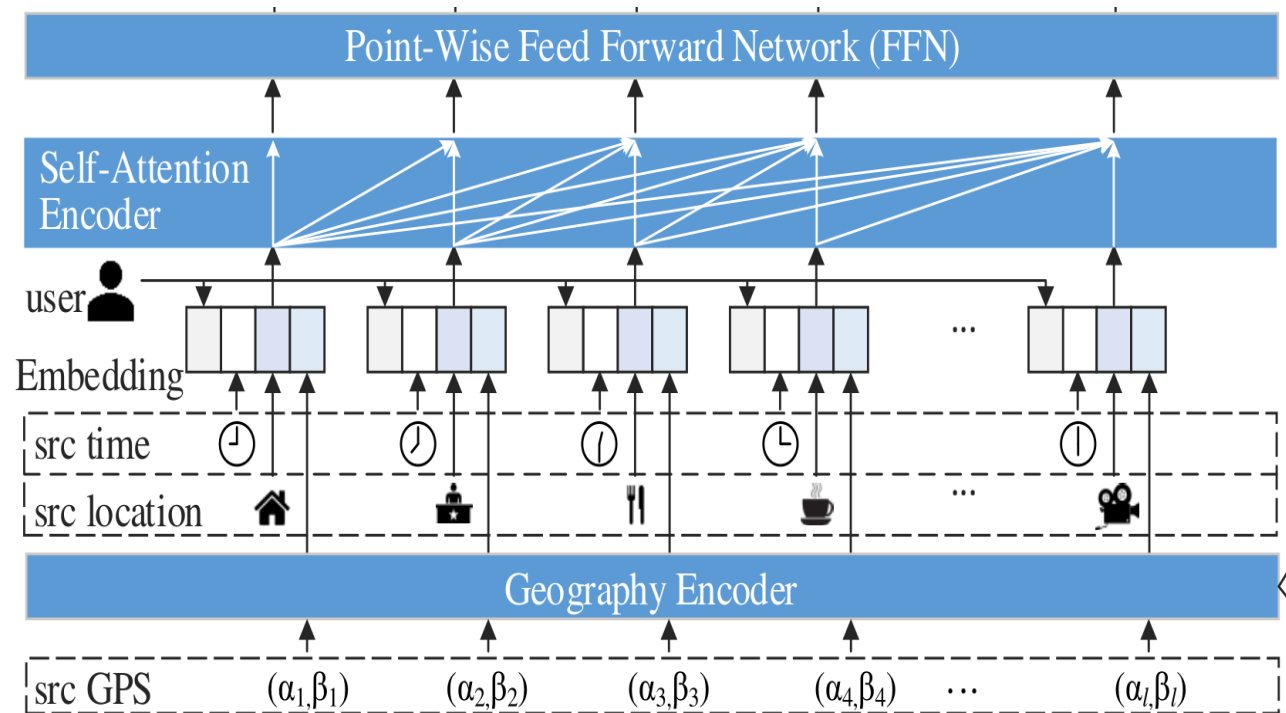 Point-Wise Feed Forward Network (FFN)
Self-Attention
Encoder
user
...
Embedding
src time
src location
...
Geography Encoder
src GPS (α₁,β₁) (α₂,β₂) (α₃,β₃) (α₄,β₄) ... (αₗ,βₗ)